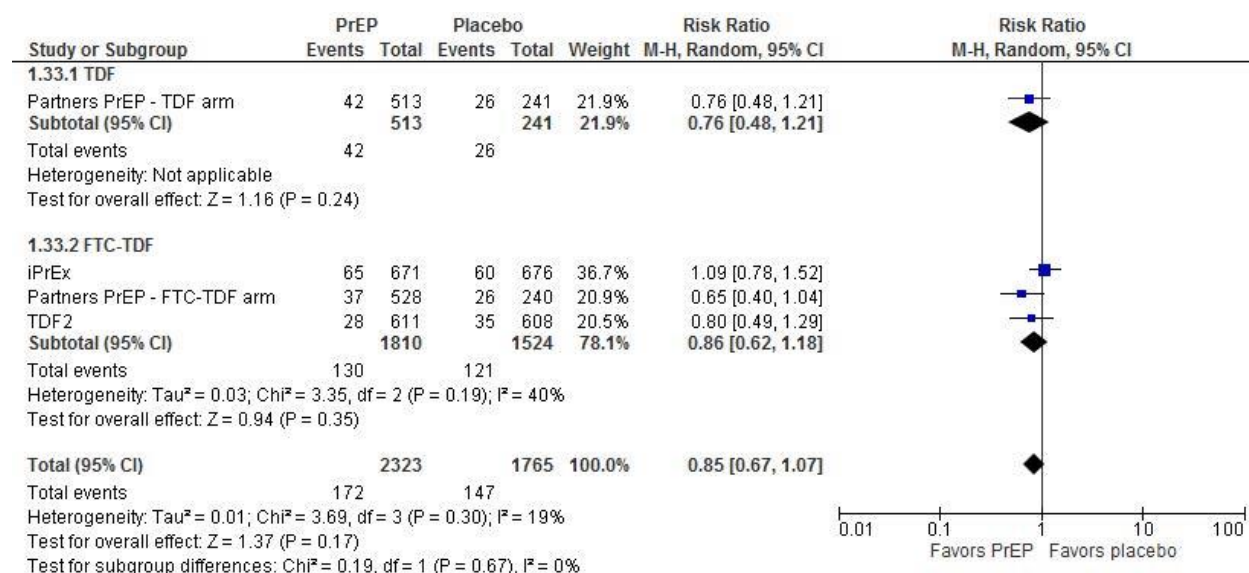 PrEP Placebo Risk Ratio Risk Ratio
Study or Subgroup Events Total Events Total Weight M-H, Random, 95% CI M-H, Random, 95% CI
1.33.1 TDF
Partners PrEP - TDF arm 42 513 26 241 21.9% 0.76 [0.48, 1.21]
Subtotal (95% CI) 513 241 21.9% 0.76 [0.48, 1.21]
Total events 42 26
Heterogeneity: Not applicable
Test for overall effect: Z = 1.16 (P = 0.24)
1.33.2 FTC-TDF
iPrEx 65 671 60 676 36.7% 1.09 [0.78, 1.52]
Partners PrEP - FTC-TDF arm 37 528 26 240 20.9% 0.65 [0.40, 1.04]
TDF2 28 611 35 608 20.5% 0.80 [0.49, 1.29]
Subtotal (95% CI) 1810 1524 78.1% 0.86 [0.62, 1.18]
Total events 130 121
Heterogeneity: Tau² = 0.03; Chi² = 3.35, df = 2 (P = 0.19); I² = 40%
Test for overall effect: Z = 0.94 (P = 0.35)
Total (95% CI) 2323 1765 100.0% 0.85 [0.67, 1.07]
Total events 172 147
Heterogeneity: Tau² = 0.01; Chi² = 3.69, df = 3 (P = 0.30); I² = 19%
Test for overall effect: Z = 1.37 (P = 0.17)
Test for subgroup differences: Chi² = 0.19, df = 1 (P = 0.67), I² = 0%
0.01 0.1 1 10 100
Favors PrEP Favors placebo